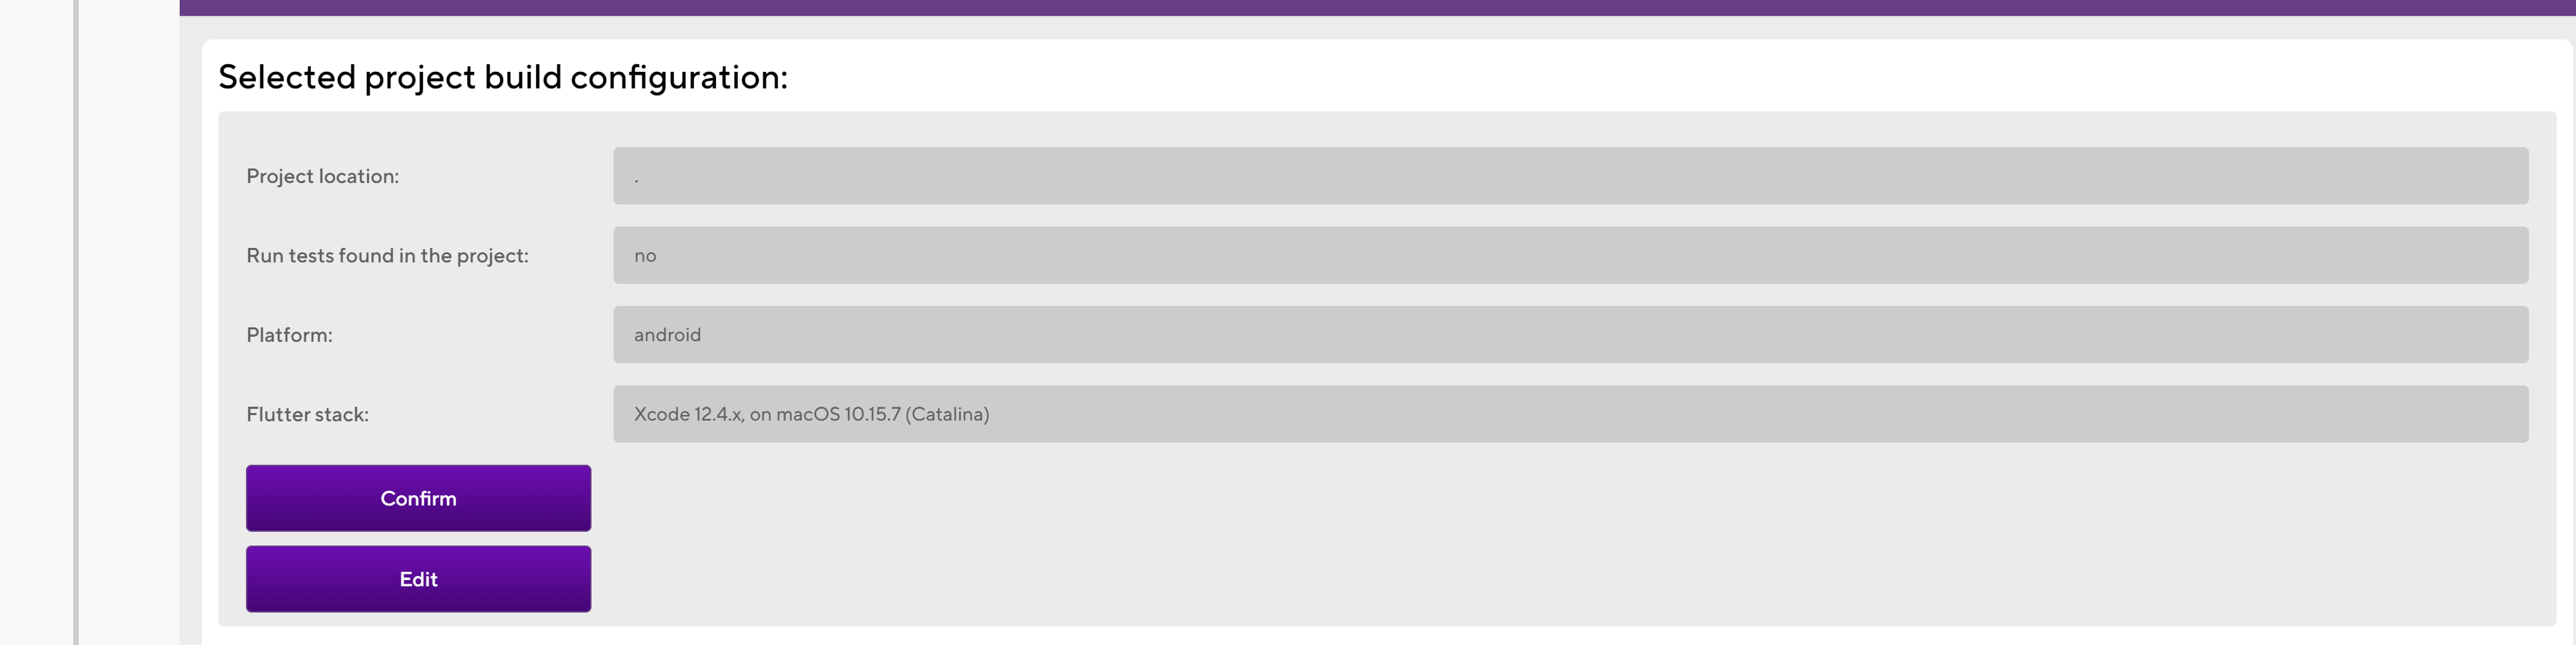 Selected project build configuration:
Project location:
.
Run tests found in the project:
no
Platform:
android
Flutter stack:
Xcode 12.4.x, on macOS 10.15.7 (Catalina)
Confirm
Edit